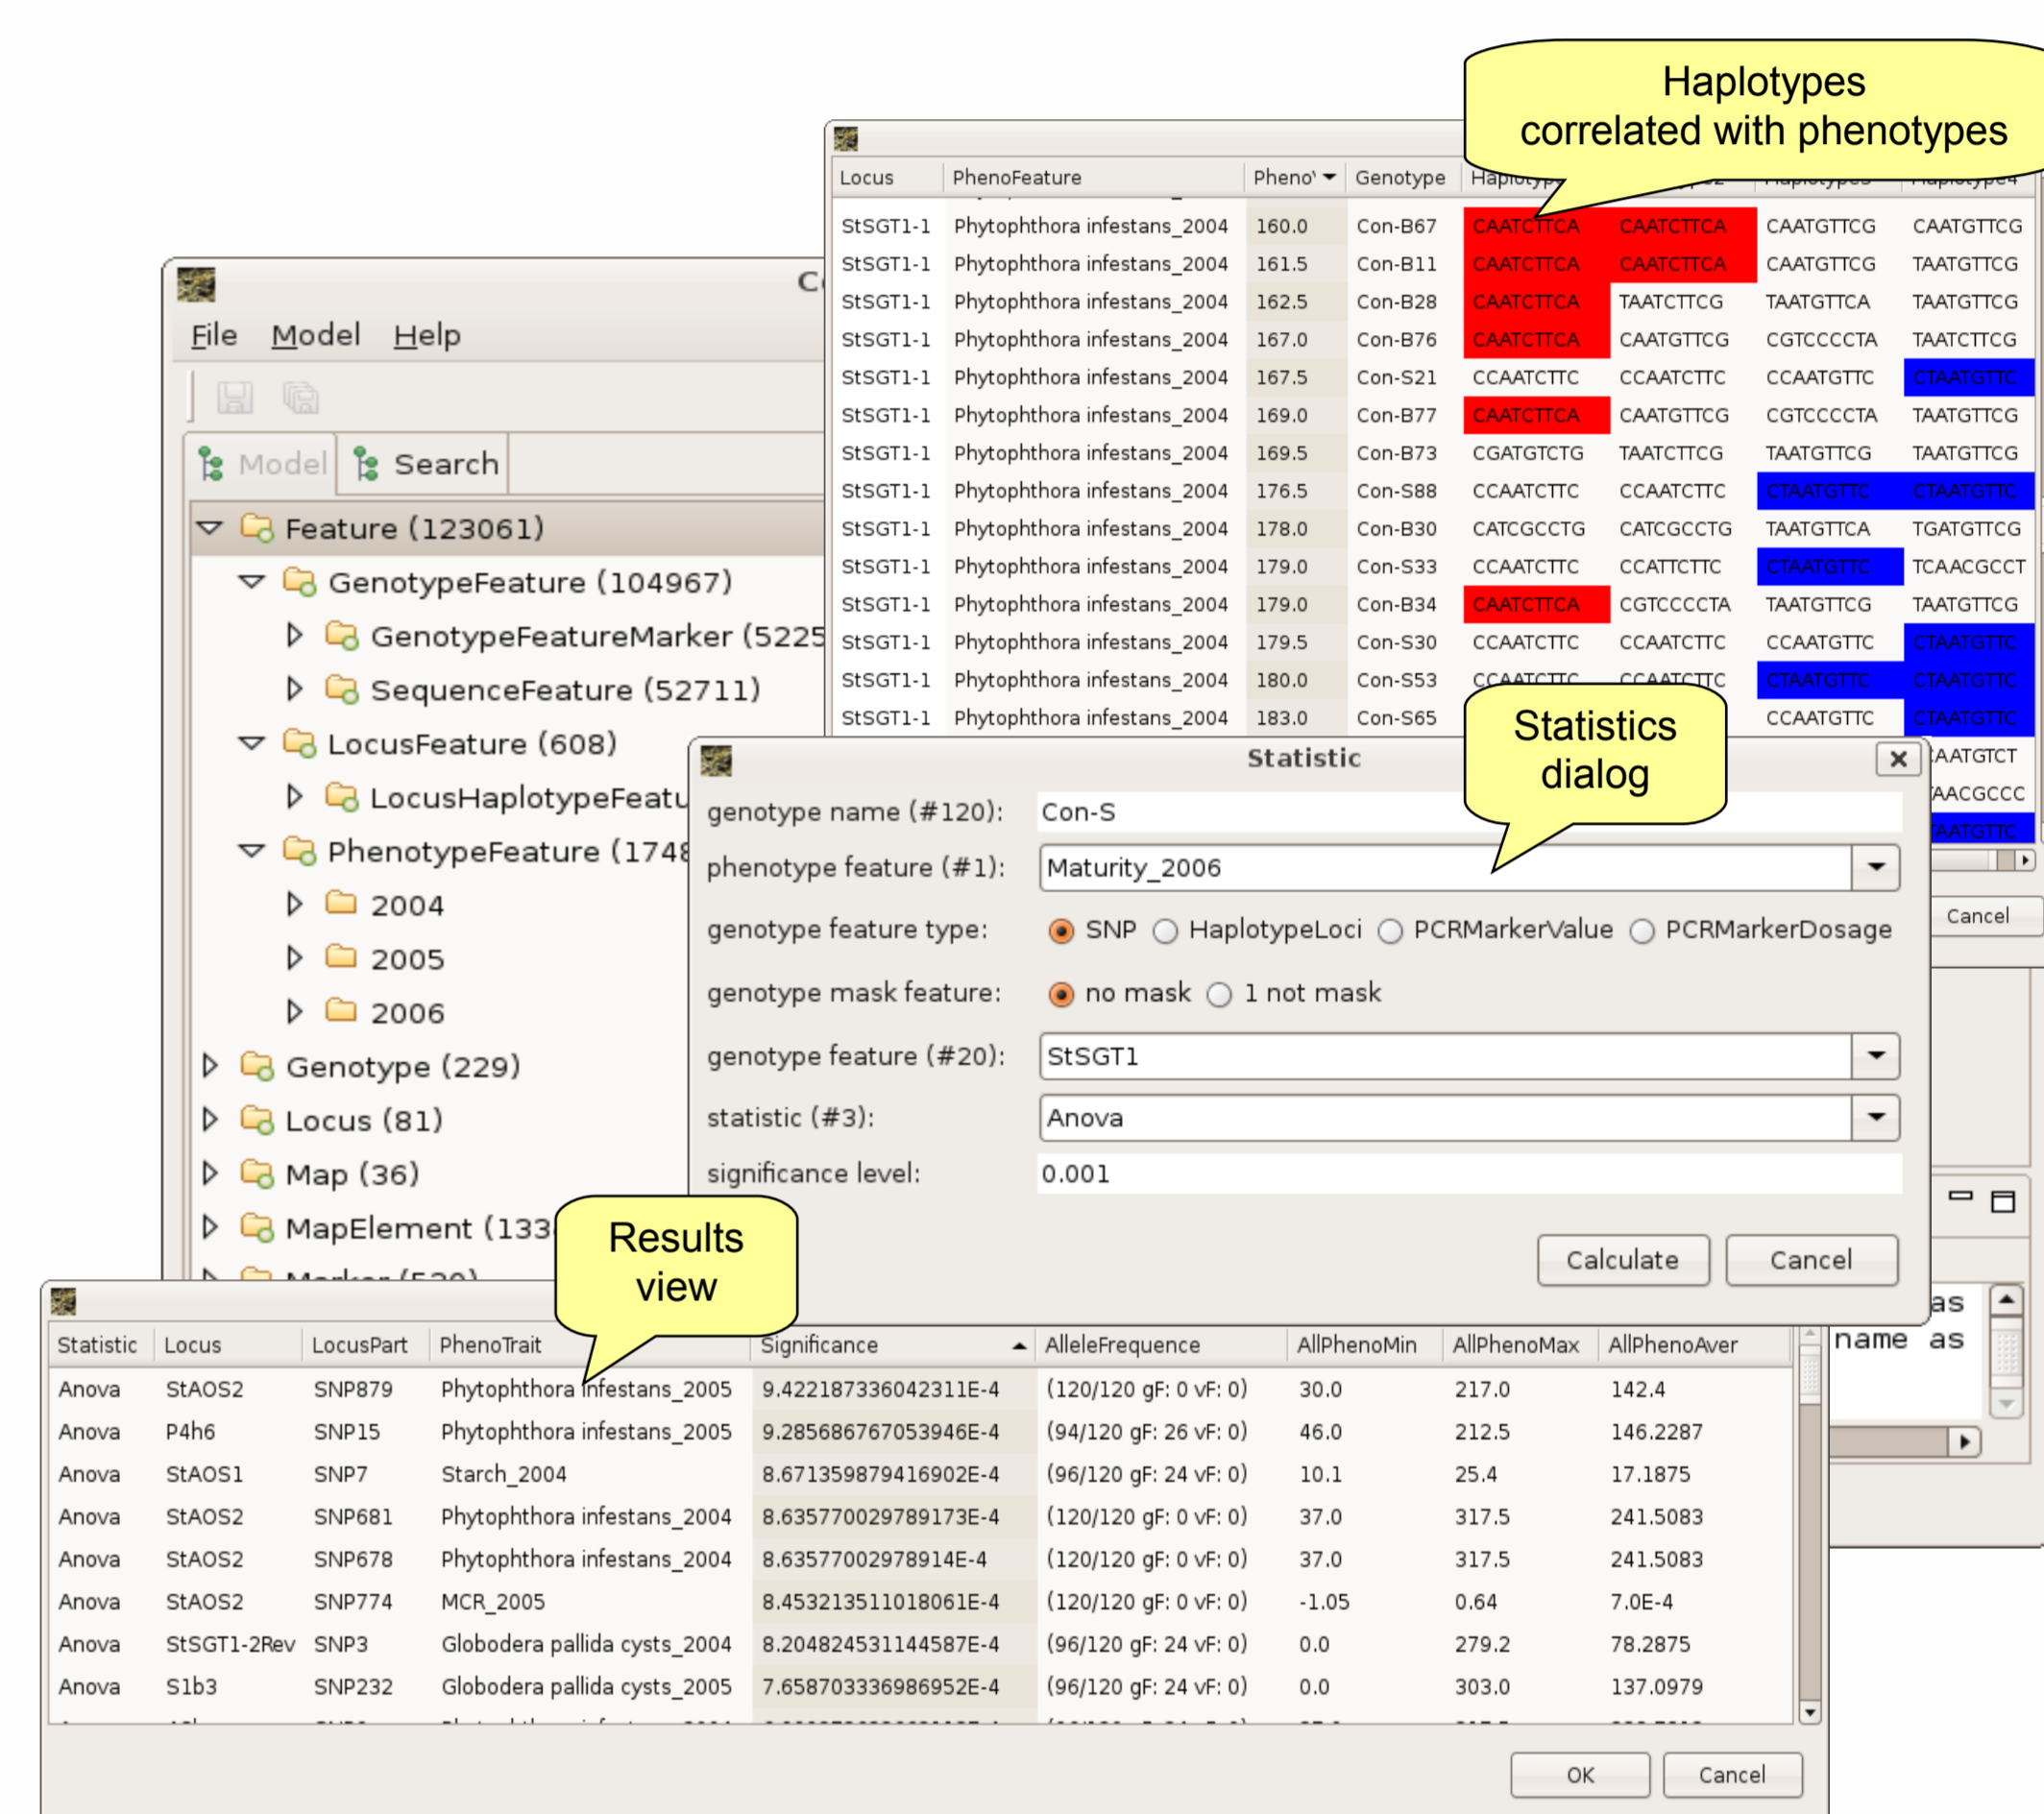 Haplotypes
correlated with phenotypes
Locus PhenoFeature Genotype
StSGT1-1 Phytophthora infestans_2004 160.0 Con-B67 CAATCTTCA CAATCTTCA CAATGTTCG CAATGTTCG
StSGT1-1 Phytophthora infestans_2004 161.5 Con-B11 CAATCTTCA CAATCTTCA CAATGTTCG TAATGTTCG
StSGT1-1 Phytophthora infestans_2004 162.5 Con-B28 CAATCTTCA TAATCTTCG TAATGTTCA TAATGTTCG
StSGT1-1 Phytophthora infestans_2004 167.0 Con-B76 CAATCTTCA CAATGTTCG CGTCCCCTA TAATCTTCG
StSGT1-1 Phytophthora infestans_2004 167.5 Con-S21 CCAATCTTC CCAATCTTC CCAATGTTC CTAATGTTC
StSGT1-1 Phytophthora infestans_2004 169.0 Con-B77 CAATCTTCA CAATGTTCG CGTCCCCTA TAATGTTCG
StSGT1-1 Phytophthora infestans_2004 169.5 Con-B73 CGATGTCTG TAATCTTCG TAATGTTCG TAATGTTCG
StSGT1-1 Phytophthora infestans_2004 176.5 Con-S88 CCAATCTTC CCAATCTTC CTAATGTTC CTAATGTTC
StSGT1-1 Phytophthora infestans_2004 178.0 Con-B30 CATCGCCTG CATCGCCTG TAATGTTCA TGATGTTCG
StSGT1-1 Phytophthora infestans_2004 179.0 Con-S33 CCAATCTTC CCATTCTTC CTAATGTTC TCAACGCCT
StSGT1-1 Phytophthora infestans_2004 179.0 Con-B34 CAATCTTCA CGTCCCCTA TAATGTTCG TAATGTTCG
StSGT1-1 Phytophthora infestans_2004 179.5 Con-S30 CCAATCTTC CCAATCTTC CCAATGTTC CTAATGTTC
StSGT1-1 Phytophthora infestans_2004 180.0 Con-S53 CCAATCTTC CCAATCTTC CTAATGTTC CTAATGTTC
StSGT1-1 Phytophthora infestans_2004 183.0 Con-S65 CCAATGTTC CTAATGTTC
Cancel
File Model Help
Model Search
Feature (123061)
GenotypeFeature (104967)
GenotypeFeatureMarker (5225
SequenceFeature (52711)
LocusFeature (608)
LocusHaplotypeFeatu
PhenotypeFeature (1748
2004
2005
2006
Genotype (229)
Locus (81)
Map (36)
MapElement (133
Statistics
dialog
Statistic
genotype name (#120): Con-S
phenotype feature (#1): Maturity_2006
genotype feature type: SNP HaplotypeLoci PCRMarkerValue PCRMarkerDosage
genotype mask feature: no mask 1 not mask
genotype feature (#20): StSGT1
statistic (#3): Anova
significance level: 0.001
Calculate Cancel
as
name as
Results
view
Statistic Locus LocusPart PhenoTrait Significance AlleleFrequence AllPhenoMin AllPhenoMax AllPhenoAver
Anova StAOS2 SNP879 Phytophthora infestans_2005 9.422187336042311E-4 (120/120 gF: 0 vF: 0) 30.0 217.0 142.4
Anova P4h6 SNP15 Phytophthora infestans_2005 9.285686767053946E-4 (94/120 gF: 26 vF: 0) 46.0 212.5 146.2287
Anova StAOS1 SNP7 Starch_2004 8.671359879416902E-4 (96/120 gF: 24 vF: 0) 10.1 25.4 17.1875
Anova StAOS2 SNP681 Phytophthora infestans_2004 8.635770029789173E-4 (120/120 gF: 0 vF: 0) 37.0 317.5 241.5083
Anova StAOS2 SNP678 Phytophthora infestans_2004 8.63577002978914E-4 (120/120 gF: 0 vF: 0) 37.0 317.5 241.5083
Anova StAOS2 SNP774 MCR_2005 8.453213511018061E-4 (120/120 gF: 0 vF: 0) -1.05 0.64 7.0E-4
Anova StSGT1-2Rev SNP3 Globodera pallida cysts_2004 8.204824531144587E-4 (96/120 gF: 24 vF: 0) 0.0 279.2 78.2875
Anova S1b3 SNP232 Globodera pallida cysts_2005 7.658703336986952E-4 (96/120 gF: 24 vF: 0) 0.0 303.0 137.0979
OK Cancel